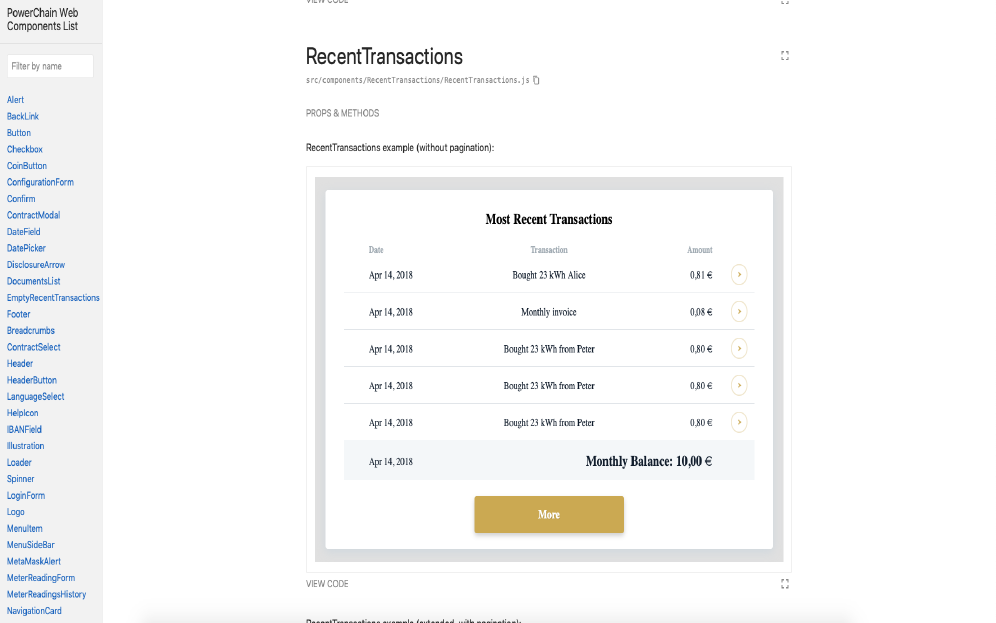 PowerChain Web
Components List
Filter by name
Alert
BackLink
Button
Checkbox
CoinButton
ConfigurationForm
Confirm
ContractModal
DateField
DatePicker
DisclosureArrow
DocumentsList
EmptyRecentTransactions
Footer
Breadcrumbs
ContractSelect
Header
HeaderButton
LanguageSelect
HelpIcon
IBANField
Illustration
Loader
Spinner
LoginForm
Logo
MenuItem
MenuSideBar
MetaMaskAlert
MeterReadingForm
MeterReadingsHistory
NavigationCard
VIEW CODE
RecentTransactions
src/components/RecentTransactions/RecentTransactions.js
PROPS & METHODS
RecentTransactions example (without pagination):
Most Recent Transactions
Date Transaction Amount
Apr 14, 2018 Bought 23 kWh Alice 0,81 €
Apr 14, 2018 Monthly invoice 0,08 €
Apr 14, 2018 Bought 23 kWh from Peter 0,80 €
Apr 14, 2018 Bought 23 kWh from Peter 0,80 €
Apr 14, 2018 Bought 23 kWh from Peter 0,80 €
Apr 14, 2018 Monthly Balance: 10,00 €
More
VIEW CODE
RecentTransactions example (extended, with pagination):